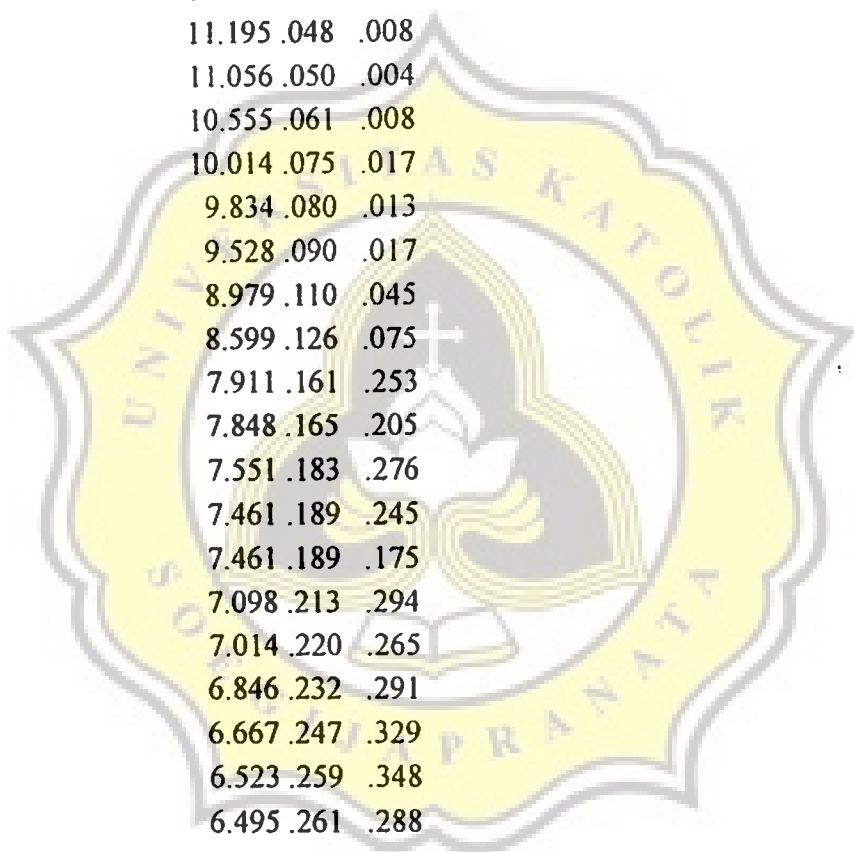 11.195 .048 .008
11.056 .050 .004
10.555 .061 .008
10.014 .075 .017
9.834 .080 .013
9.528 .090 .017
8.979 .110 .045
8.599 .126 .075
7.911 .161 .253
7.848 .165 .205
7.551 .183 .276
7.461 .189 .245
7.461 .189 .175
7.098 .213 .294
7.014 .220 .265
6.846 .232 .291
6.667 .247 .329
6.523 .259 .348
6.495 .261 .288
UNIVERSITAS KATOLIK
SOEGIJAPRANATA